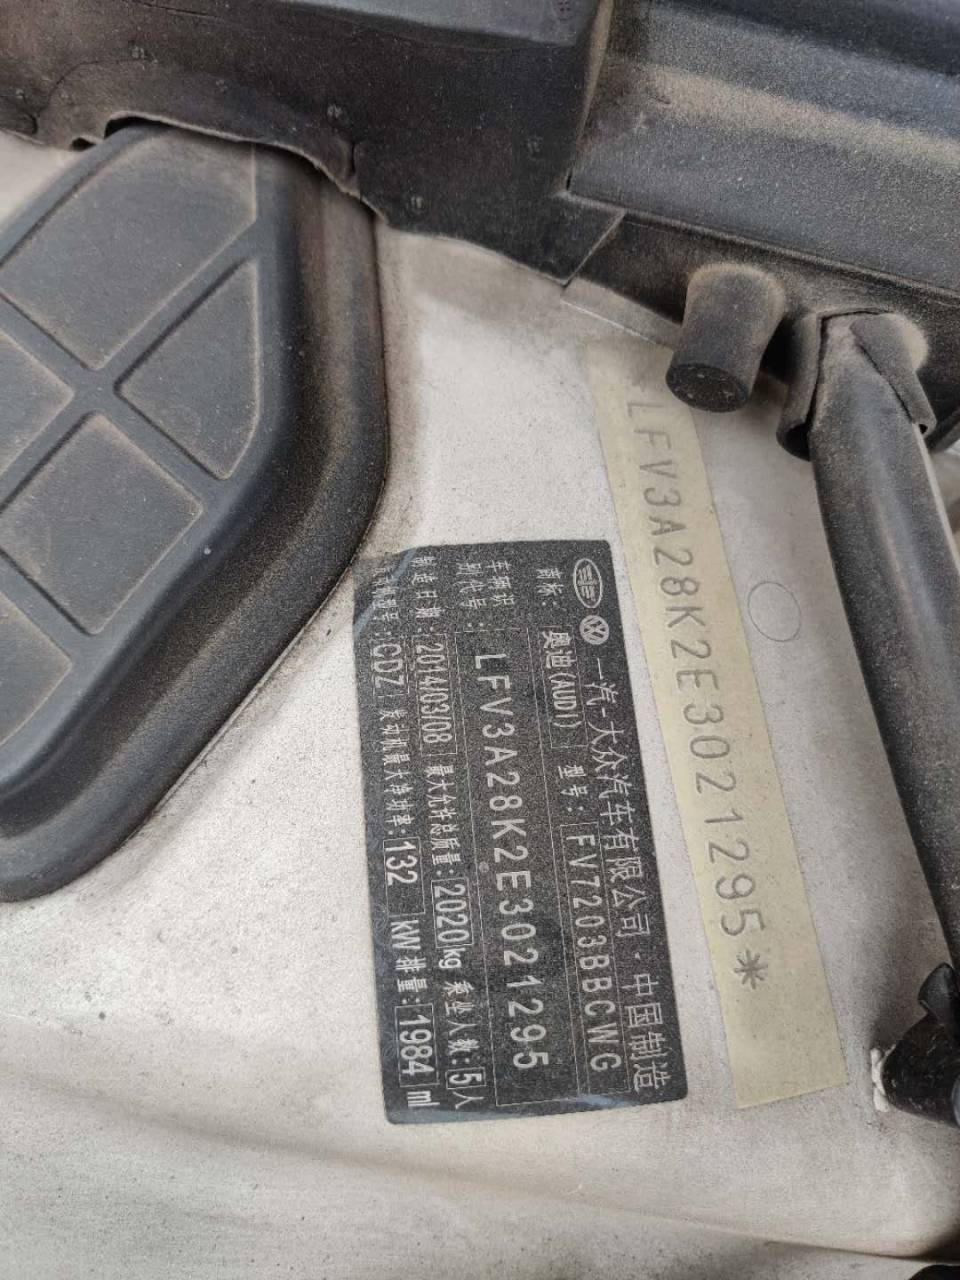 LFV3A28K2E3021295*
一汽-大众汽车有限公司·中国制造
商标：奥迪(AUDI) 型号：FV7203BBCWG
车辆识别代号：LFV3A28K2E3021295
制造日期：2014/03/08 最大允许总质量：2020kg 乘坐人数：5人
发动机型号：CDZ 发动机最大净功率：132 kW 排量：1984 ml